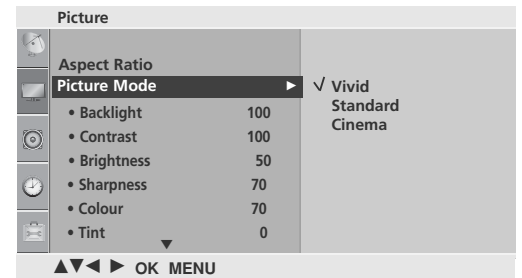 Picture
Aspect Ratio
Picture Mode ▶
• Backlight 100
• Contrast 100
• Brightness 50
• Sharpness 70
• Colour 70
• Tint 0
▼
√ Vivid
Standard
Cinema
▲▼◀ ▶ OK MENU